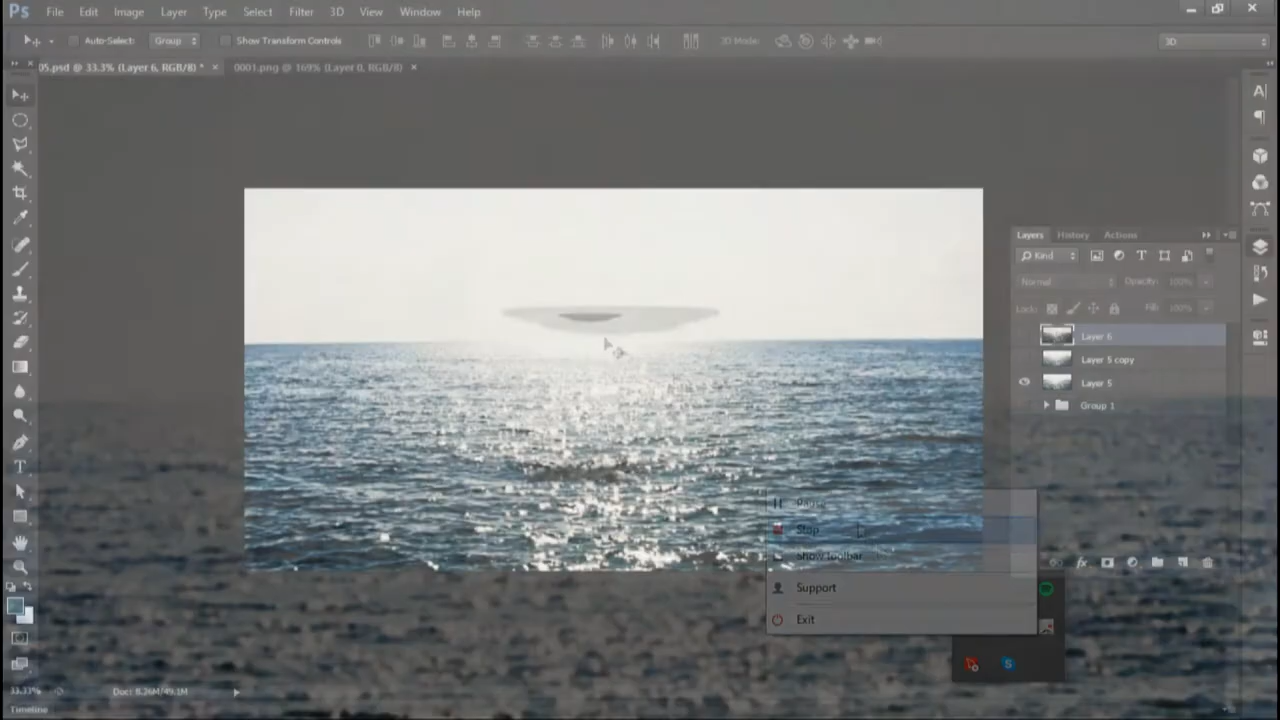 Ps File Edit Image Layer Type Select Filter 3D View Window Help
Auto-Select: Group Show Transform Controls 3D Mode: 3D
05.psd @ 33.3% (Layer 6, RGB/8) * × 0001.png @ 169% (Layer 0, RGB/8) ×
Layers History Actions
Kind
Normal Opacity: 100%
Lock: Fill: 100%
Layer 6
Layer 5 copy
Layer 5
Group 1
Pause
Stop
Show toolbar
Support
Exit
33.33% Doc: 8.26M/49.1M
Timeline